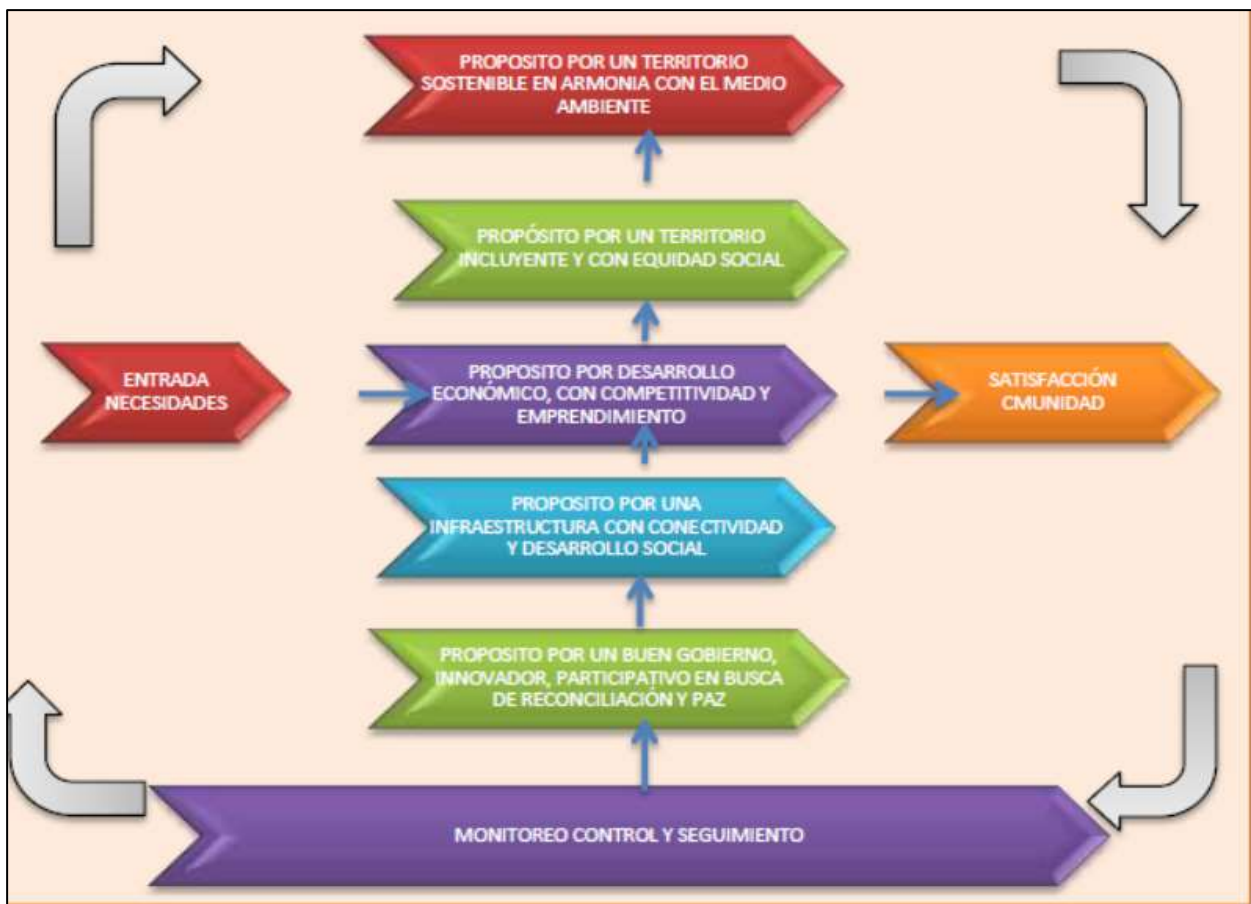 PROPOSITO POR UN TERRITORIO
SOSTENIBLE EN ARMONIA CON EL MEDIO
AMBIENTE
PROPÓSITO POR UN TERRITORIO
INCLUYENTE Y CON EQUIDAD SOCIAL
ENTRADA
NECESIDADES
PROPOSITO POR DESARROLLO
ECONÓMICO, CON COMPETITIVIDAD Y
EMPRENDIMIENTO
SATISFACCIÓN
CMUNIDAD
PROPOSITO POR UNA
INFRAESTRUCTURA CON CONECTIVIDAD
Y DESARROLLO SOCIAL
PROPOSITO POR UN BUEN GOBIERNO,
INNOVADOR, PARTICIPATIVO EN BUSCA
DE RECONCILIACIÓN Y PAZ
MONITOREO CONTROL Y SEGUIMIENTO